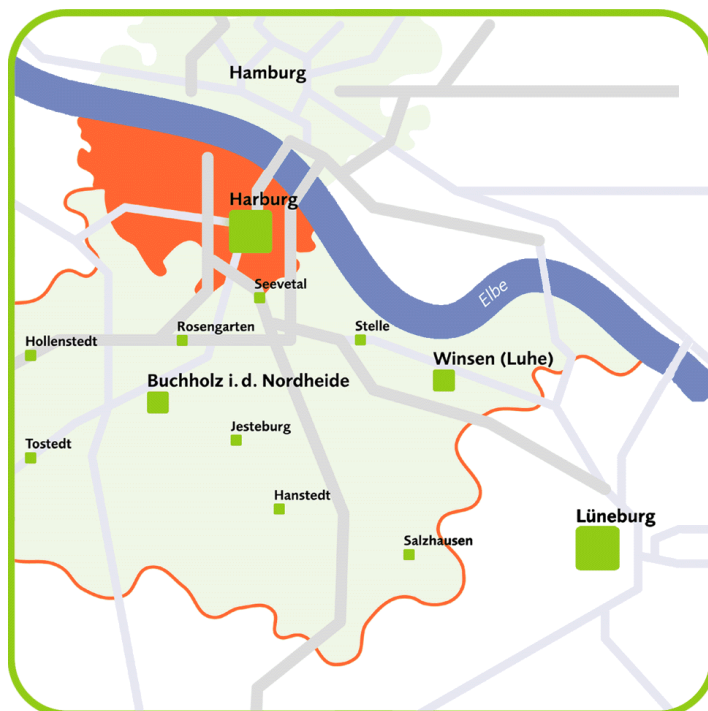 Hamburg
Harburg
Seevetal
Elbe
Rosengarten
Stelle
Hollenstedt
Winsen (Luhe)
Buchholz i. d. Nordheide
Jesteburg
Tostedt
Hanstedt
Lüneburg
Salzhausen